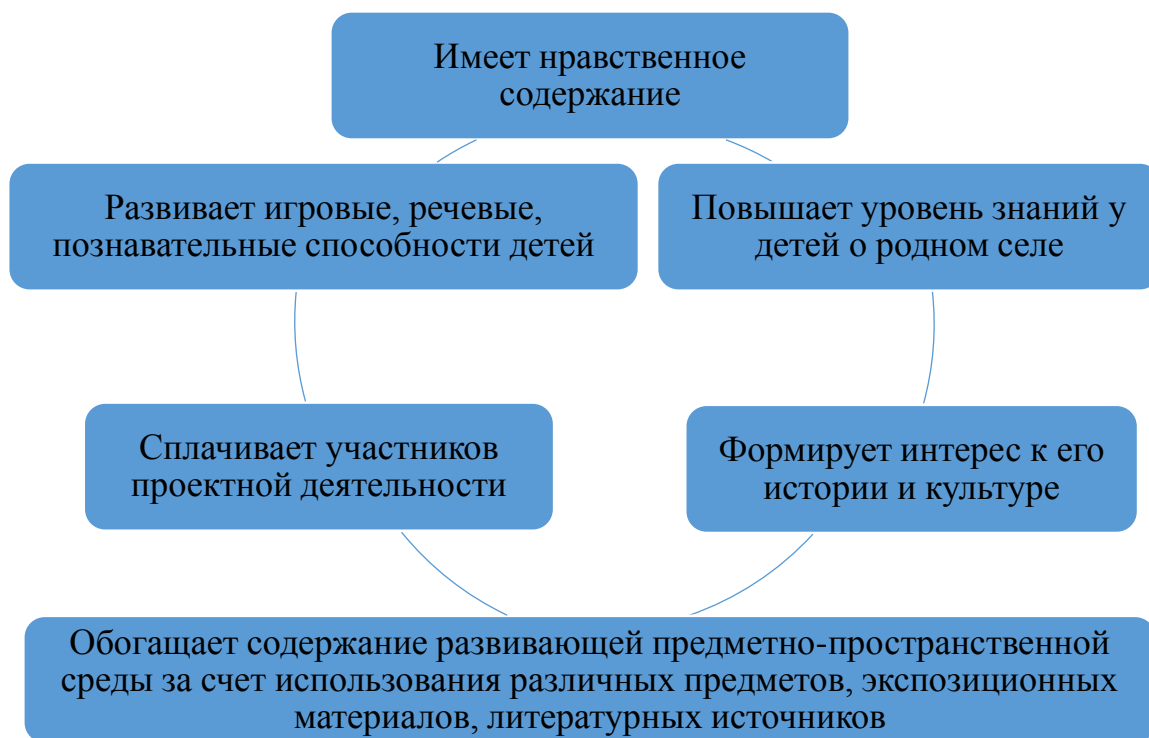 Имеет нравственное
содержание
Развивает игровые, речевые,
познавательные способности детей
Повышает уровень знаний у
детей о родном селе
Сплачивает участников
проектной деятельности
Формирует интерес к его
истории и культуре
Обогащает содержание развивающей предметно-пространственной
среды за счет использования различных предметов, экспозиционных
материалов, литературных источников